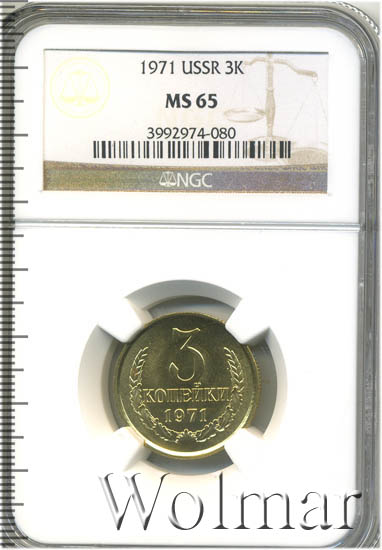 1971 USSR 3K
MS 65
3992974-080
NGC
3
КОПЕЙКИ
1971
Wolmar